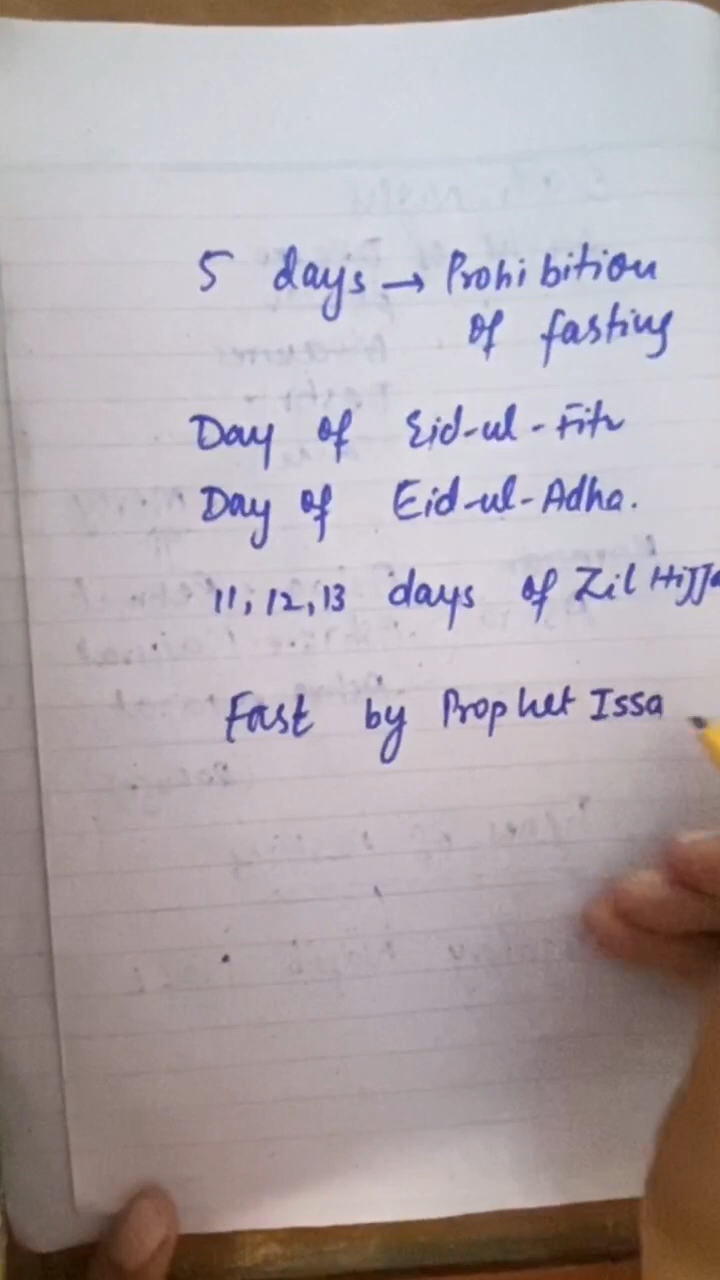 5 days → Prohibition
of fasting
Day of Eid-ul-Fitr
Day of Eid-ul-Adha.
11, 12, 13 days of Zil Hijja
Fast by Prophet Issa